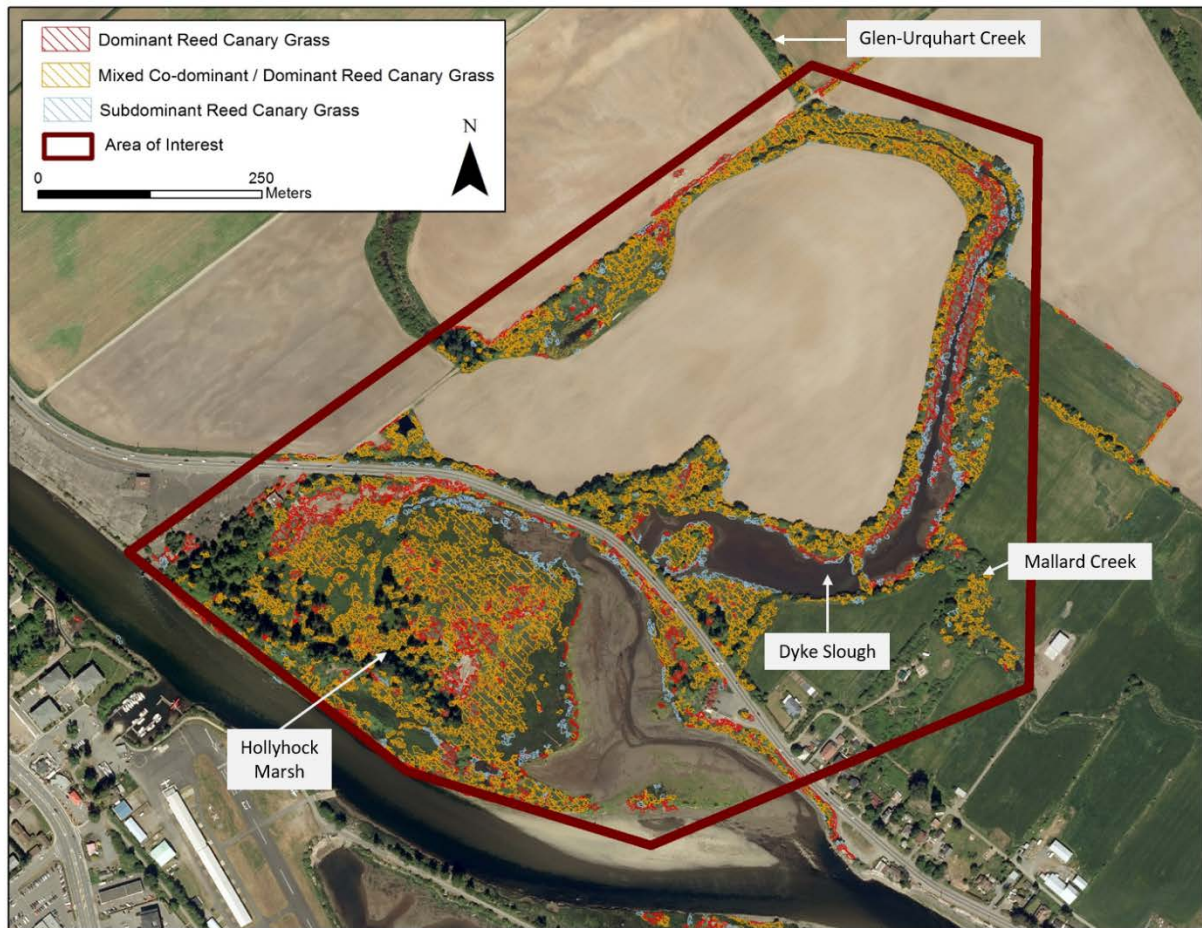 Dominant Reed Canary Grass
Mixed Co-dominant / Dominant Reed Canary Grass
Subdominant Reed Canary Grass
Area of Interest
N
0
250
Meters
Glen-Urquhart Creek
Mallard Creek
Dyke Slough
Hollyhock
Marsh